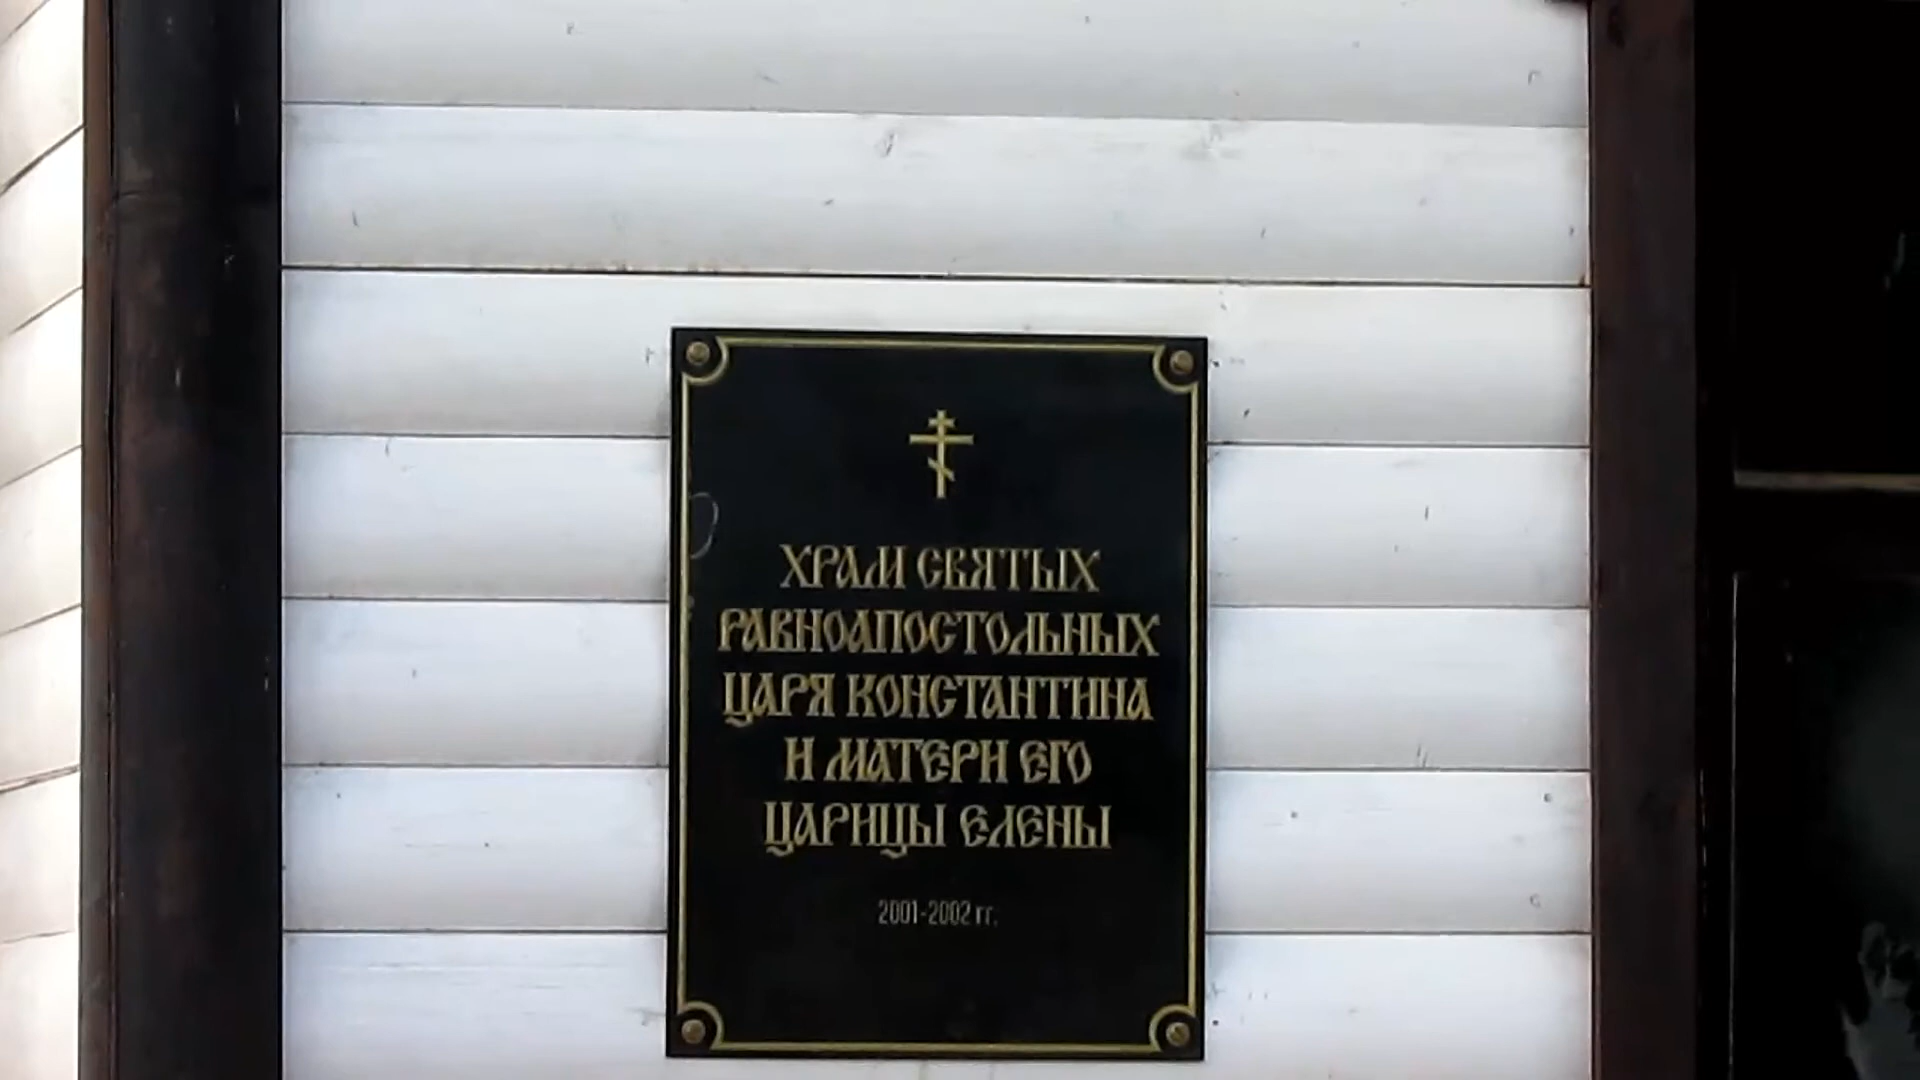 ХРАМ СВЯТЫХ
РАВНОАПОСТОЛЬНЫХ
ЦАРЯ КОНСТАНТИНА
И МАТЕРИ ЕГО
ЦАРИЦЫ ЕЛЕНЫ
2001-2002 гг.